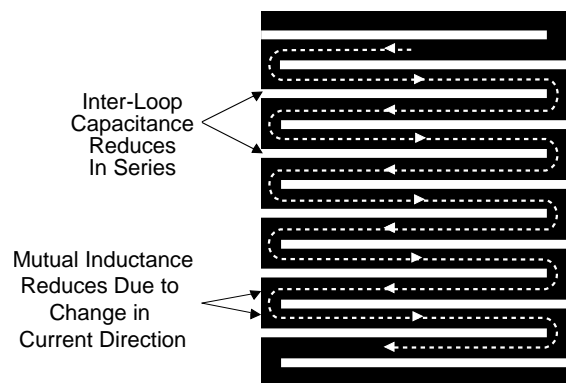 Inter-Loop
Capacitance
Reduces
In Series
Mutual Inductance
Reduces Due to
Change in
Current Direction